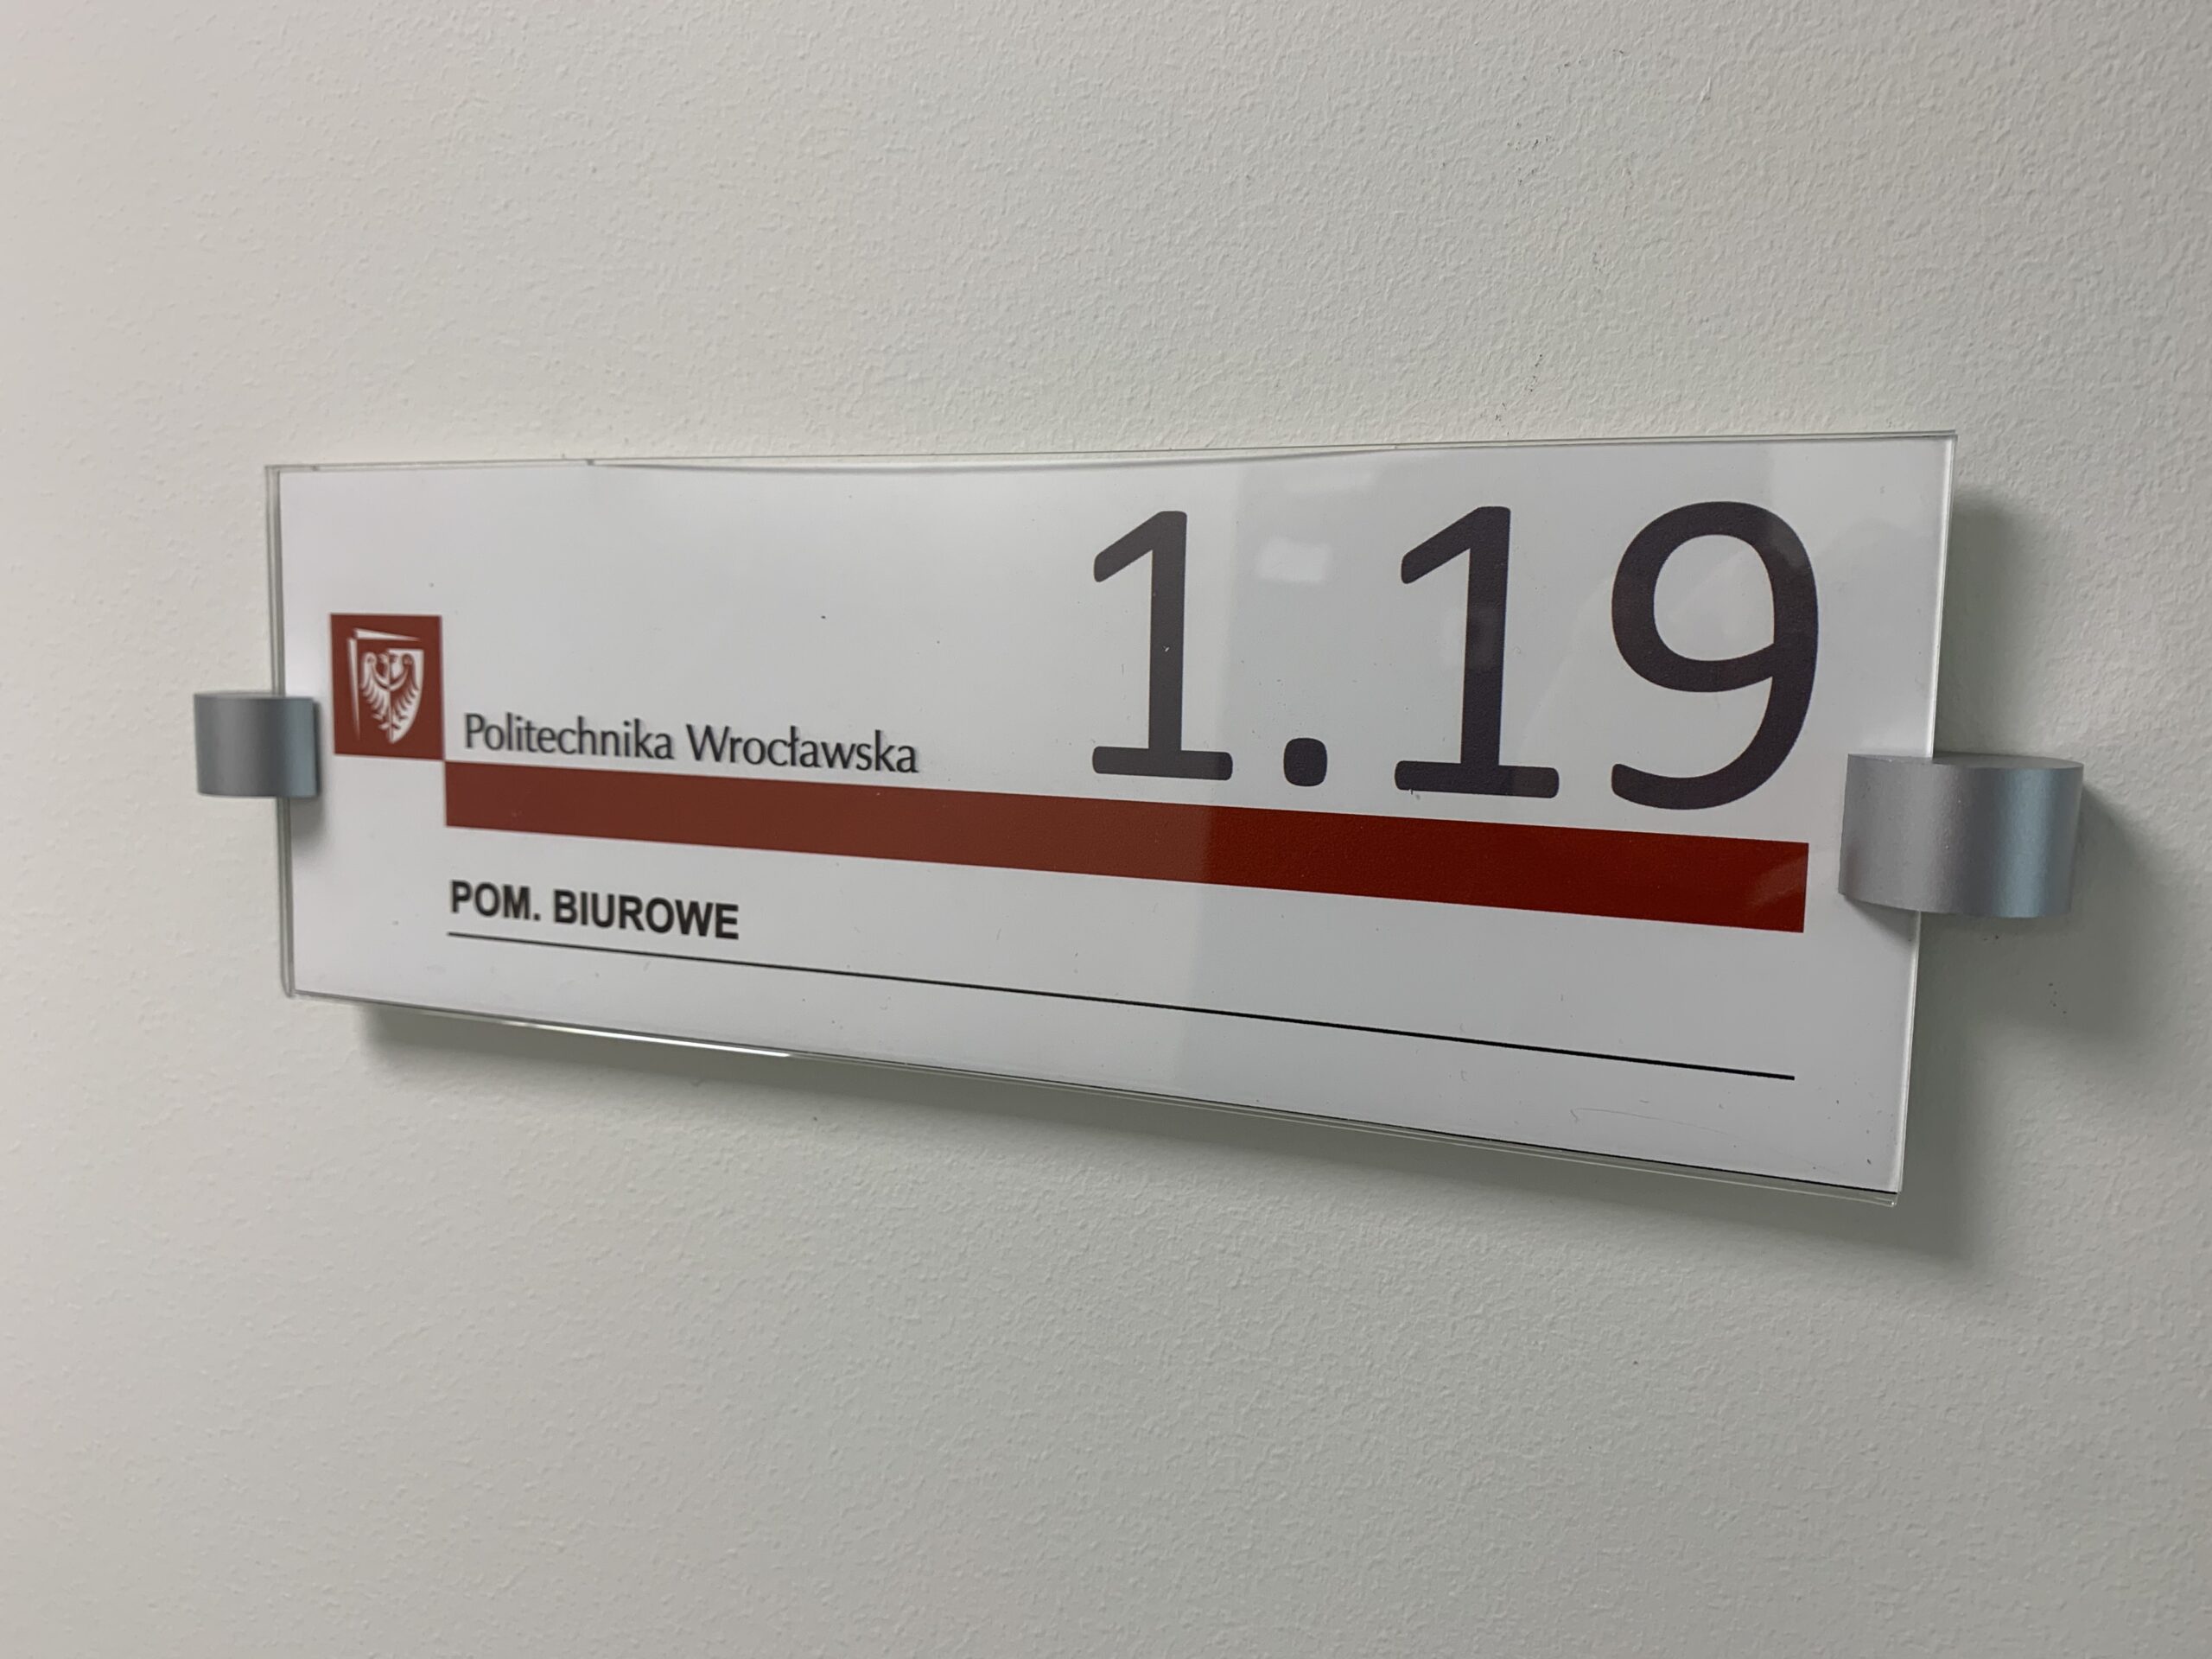 1.19
Politechnika Wrocławska
POM. BIUROWE